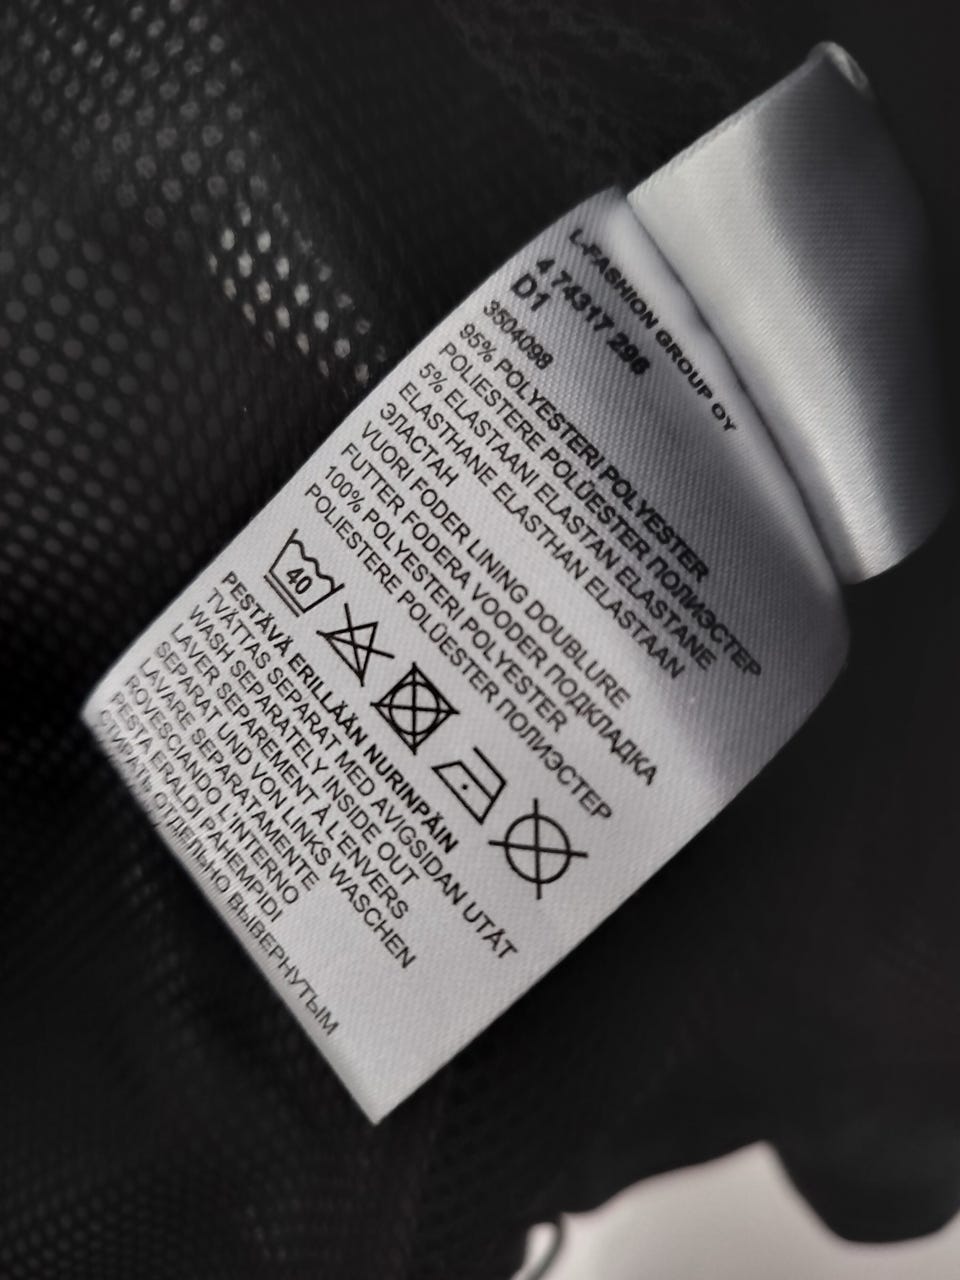 L-FASHION GROUP OY
4 74317 296
D1
3504098
95% POLYESTERI POLYESTER
POLIESTERE POLÜESTER ПОЛИЭСТЕР
5% ELASTAANI ELASTAN ELASTANE
ELASTHANE ELASTHAN ELASTAAN
ЭЛАСТАН
VUORI FODER LINING DOUBLURE
FUTTER FODERA VOODER ПОДКЛАДКА
100% POLYESTERI POLYESTER
POLIESTERE POLÜESTER ПОЛИЭСТЕР
40
PESTÄVÄ ERILLÄÄN NURINPÄIN
TVÄTTAS SEPARAT MED AVIGSIDAN UTÅT
WASH SEPARATELY INSIDE OUT
LAVER SEPAREMENT À L'ENVERS
SEPARAT UND VON LINKS WASCHEN
LAVARE SEPARATAMENTE
ROVESCIANDO L'INTERNO
PESTA ERALDI PAHEMPIDI
СТИРАТЬ ОТДЕЛЬНО ВЫВЕРНУТЫМ